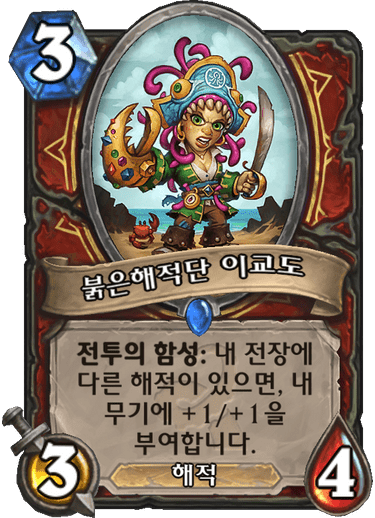 3
붉은해적단 이교도
전투의 함성: 내 전장에
다른 해적이 있으면, 내
무기에 +1/+1을
부여합니다.
해적
3
4